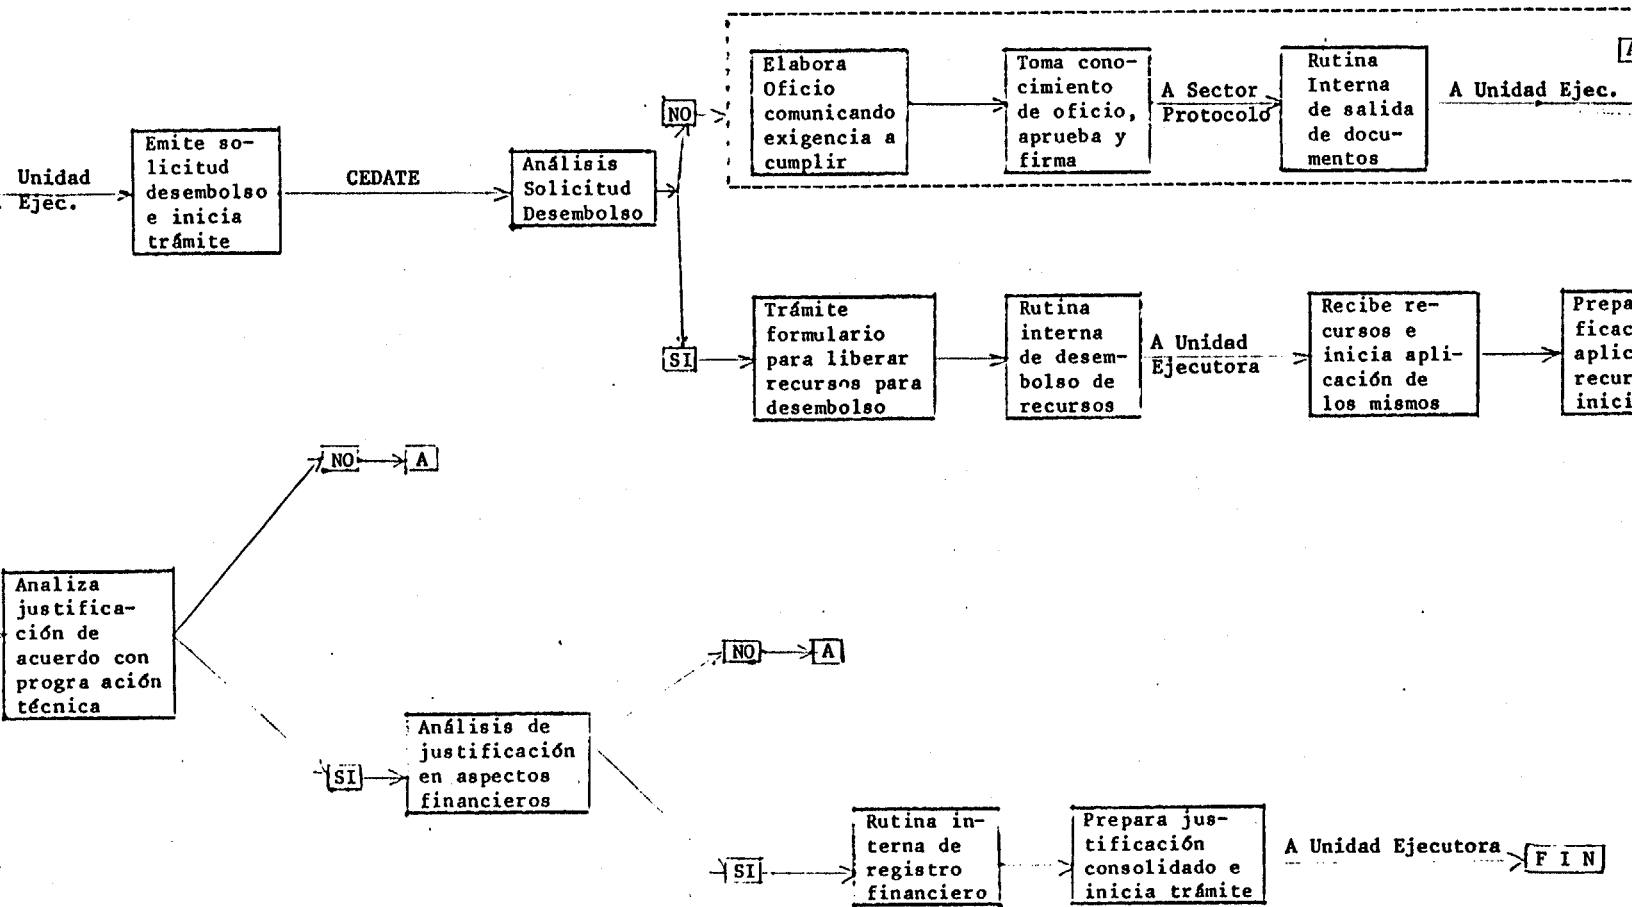 Unidad
Ejec.
Emite so-
licitud
desembolso
e inicia
trámite
CEDATE
Análisis
Solicitud
Desembolso
NO
Elabora
Oficio
comunicando
exigencia a
cumplir
Toma cono-
cimiento
de oficio,
aprueba y
firma
A Sector
Protocolo
Rutina
Interna
de salida
de docu-
mentos
A Unidad Ejec.
SI
Trámite
formulario
para liberar
recursos para
desembolso
Rutina
interna
de desem-
bolso de
recursos
A Unidad
Ejecutora
Recibe re-
cursos e
inicia apli-
cación de
los mismos
Prepa
ficac
aplic
recur
inici
NO
A
Analiza
justifica-
ción de
acuerdo con
progra ación
técnica
NO
A
SI
Análisis de
justificación
en aspectos
financieros
SI
Rutina in-
terna de
registro
financiero
Prepara jus-
tificación
consolidado e
inicia trámite
A Unidad Ejecutora
F I N